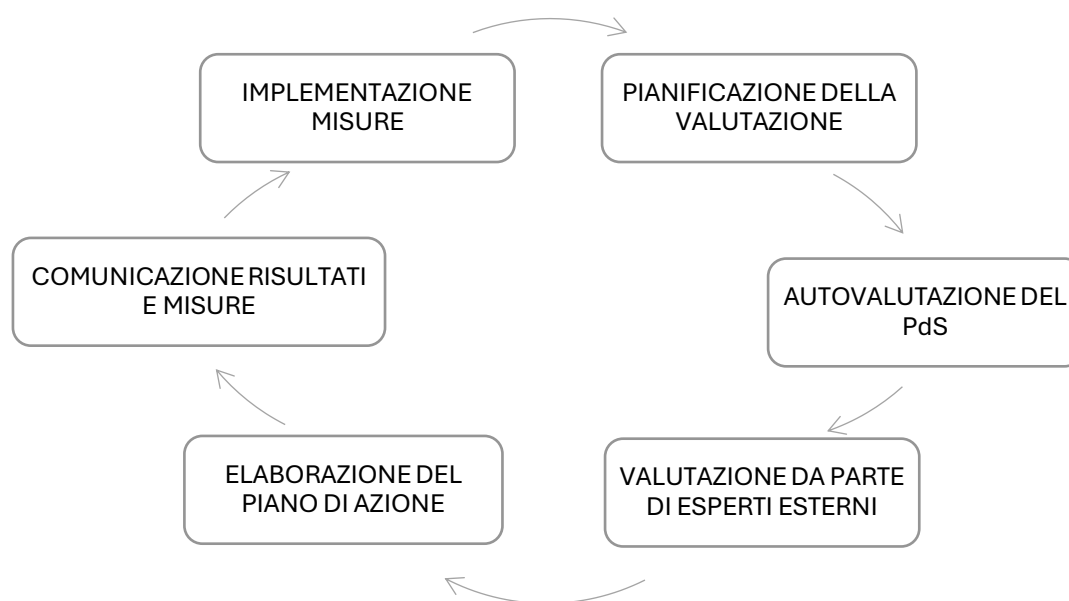 IMPLEMENTAZIONE
MISURE
PIANIFICAZIONE DELLA
VALUTAZIONE
COMUNICAZIONE RISULTATI
E MISURE
AUTOVALUTAZIONE DEL
PdS
ELABORAZIONE DEL
PIANO DI AZIONE
VALUTAZIONE DA PARTE
DI ESPERTI ESTERNI